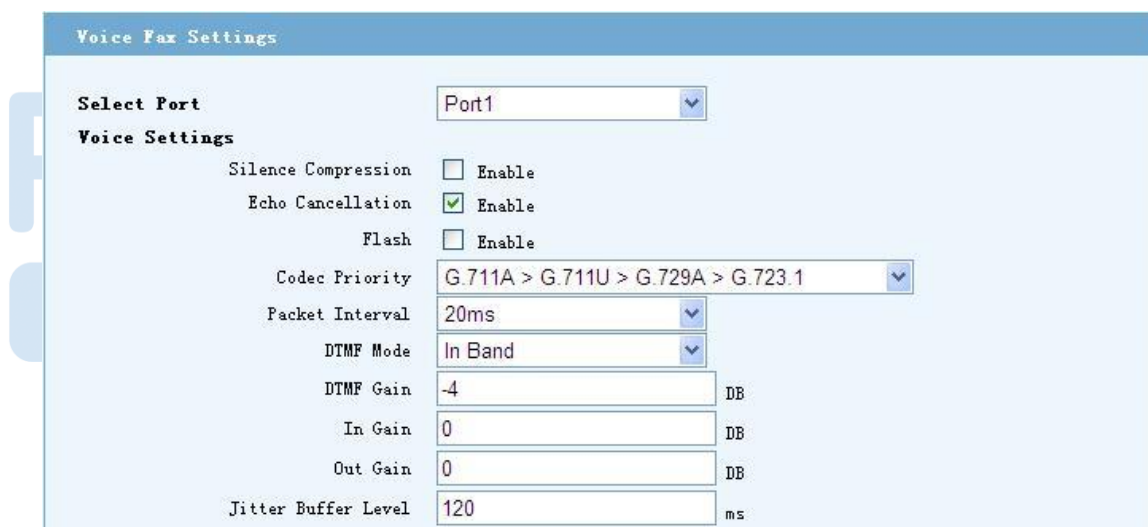 Voice Fax Settings
Select Port Port1
Voice Settings
Silence Compression Enable
Echo Cancellation Enable
Flash Enable
Codec Priority G.711A > G.711U > G.729A > G.723.1
Packet Interval 20ms
DTMF Mode In Band
DTMF Gain -4 DB
In Gain 0 DB
Out Gain 0 DB
Jitter Buffer Level 120 ms